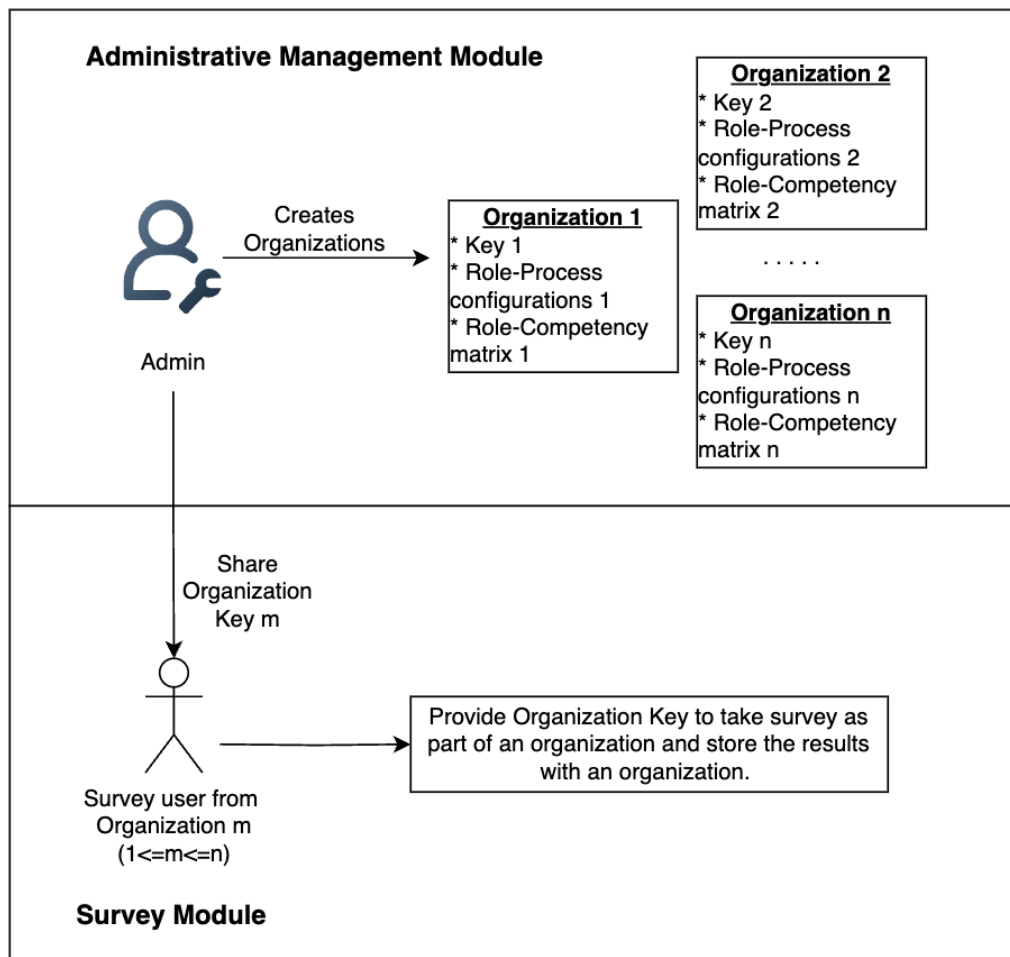 Administrative Management Module
Organization 2
* Key 2
* Role-Process
configurations 2
* Role-Competency
matrix 2
Creates
Organizations
Organization 1
* Key 1
* Role-Process
configurations 1
* Role-Competency
matrix 1
. . . . .
Organization n
* Key n
* Role-Process
configurations n
* Role-Competency
matrix n
Admin
Share
Organization
Key m
Provide Organization Key to take survey as
part of an organization and store the results
with an organization.
Survey user from
Organization m
(1<=m<=n)
Survey Module